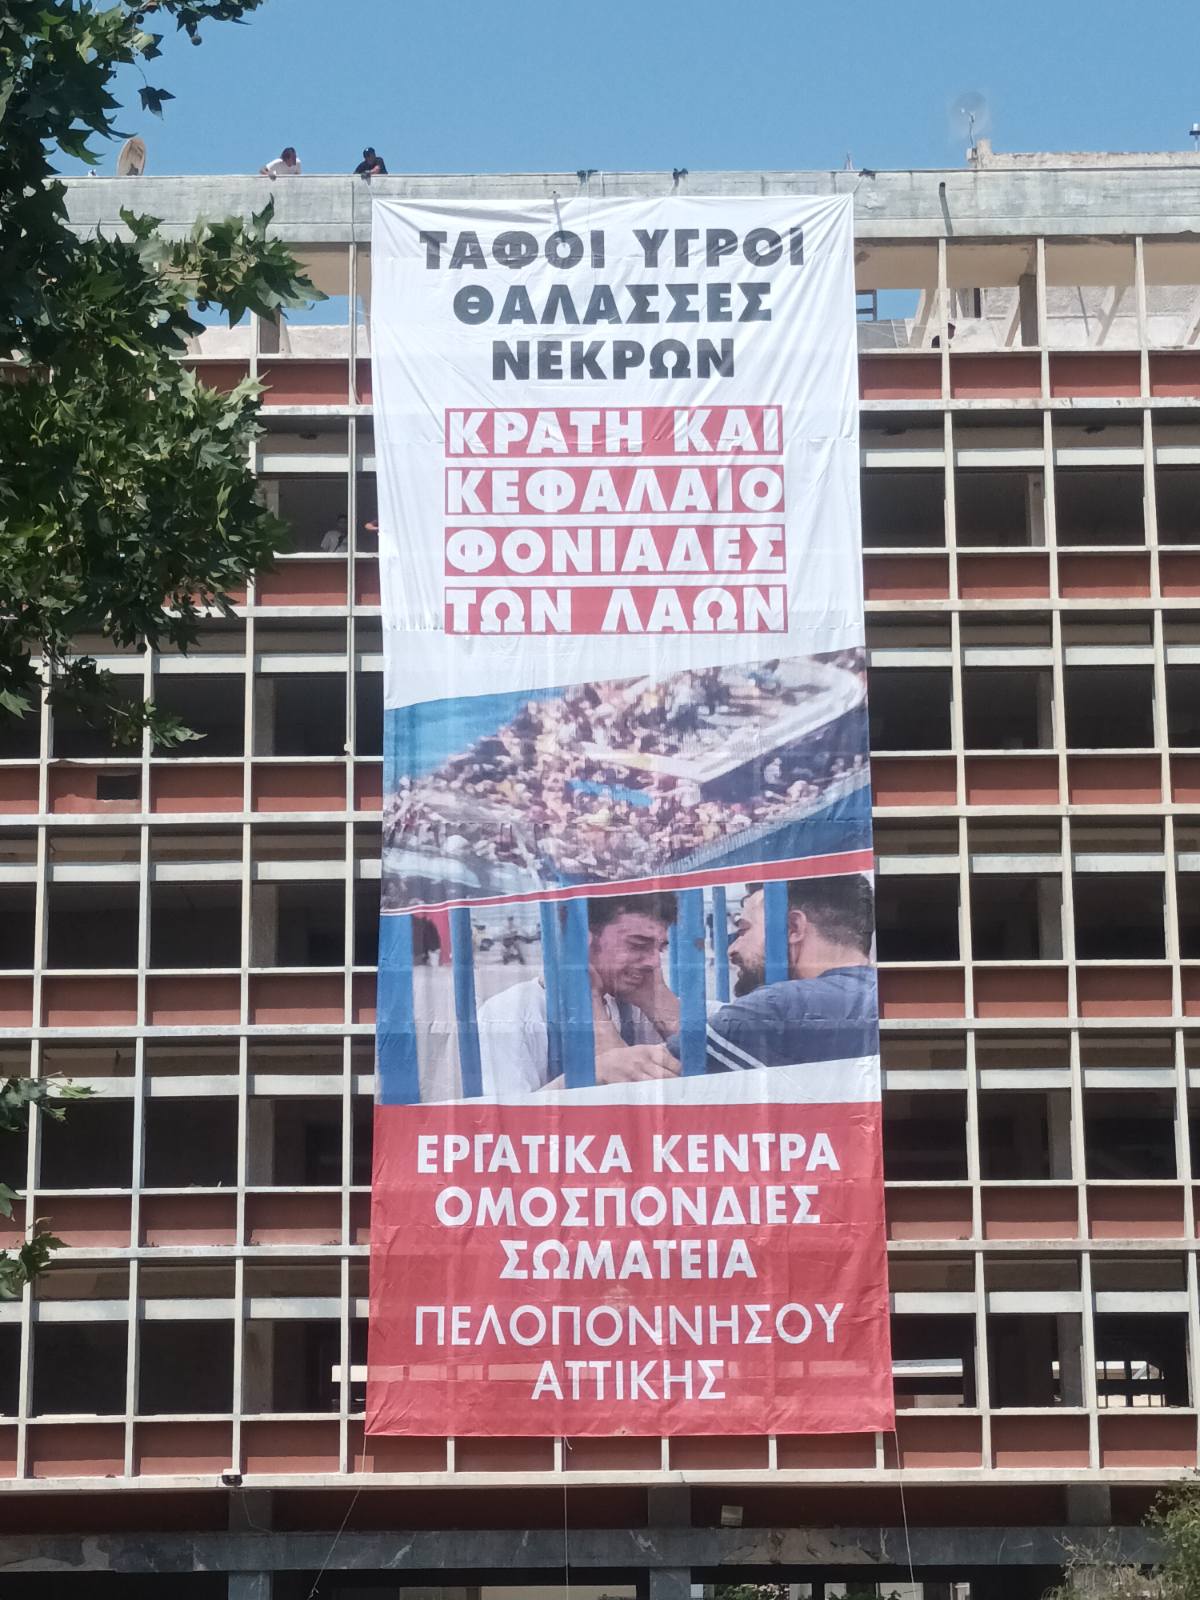 ΤΑΦΟΙ ΥΓΡΟΙ
ΘΑΛΑΣΣΕΣ
ΝΕΚΡΩΝ
ΚΡΑΤΗ ΚΑΙ
ΚΕΦΑΛΑΙΟ
ΦΟΝΙΑΔΕΣ
ΤΩΝ ΛΑΩΝ
ΕΡΓΑΤΙΚΑ ΚΕΝΤΡΑ
ΟΜΟΣΠΟΝΔΙΕΣ
ΣΩΜΑΤΕΙΑ
ΠΕΛΟΠΟΝΝΗΣΟΥ
ΑΤΤΙΚΗΣ